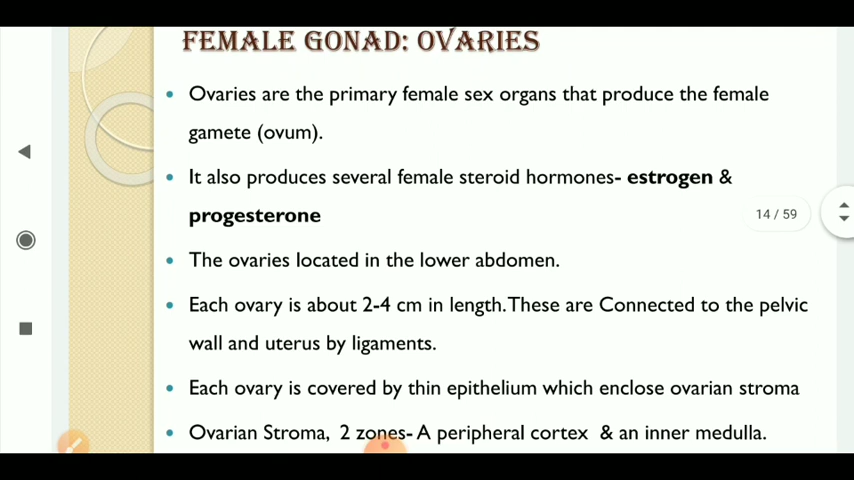 FEMALE GONAD: OVARIES
• Ovaries are the primary female sex organs that produce the female
gamete (ovum).
• It also produces several female steroid hormones- estrogen &
progesterone
14 / 59
• The ovaries located in the lower abdomen.
• Each ovary is about 2-4 cm in length. These are Connected to the pelvic
wall and uterus by ligaments.
• Each ovary is covered by thin epithelium which enclose ovarian stroma
• Ovarian Stroma, 2 zones- A peripheral cortex & an inner medulla.